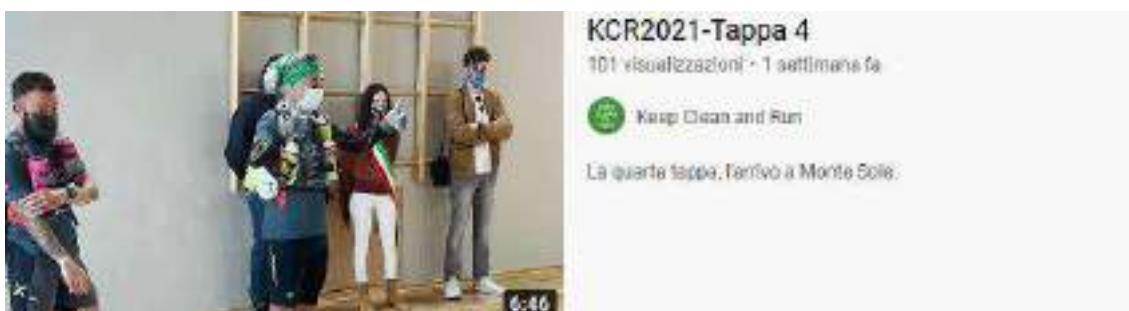 KCR2021-Tappa 4
101 visualizzazioni • 1 settimana fa
Keep Clean and Run
La quarta tappa, l'arrivo a Monte Sole.
6:46